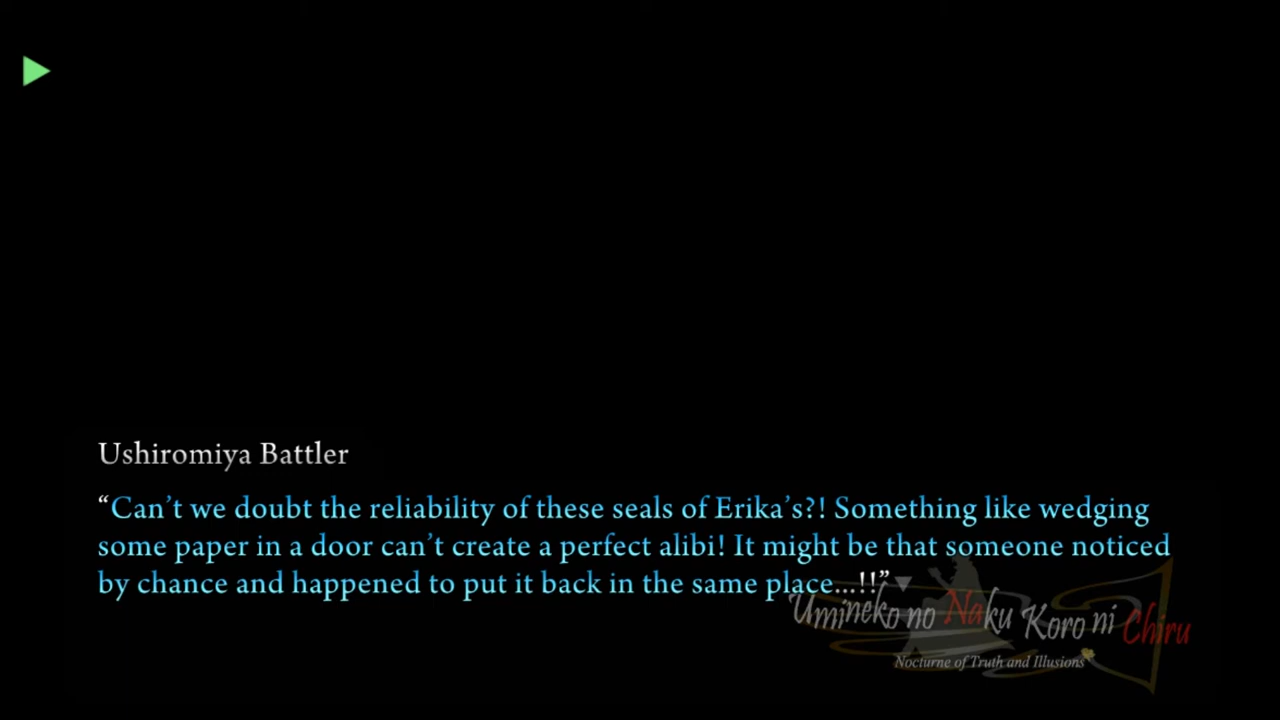 Ushiromiya Battler
“Can’t we doubt the reliability of these seals of Erika’s?! Something like wedging
some paper in a door can’t create a perfect alibi! It might be that someone noticed
by chance and happened to put it back in the same place...!!”
Umineko no Naku Koro ni Chiru
Nocturne of Truth and Illusions